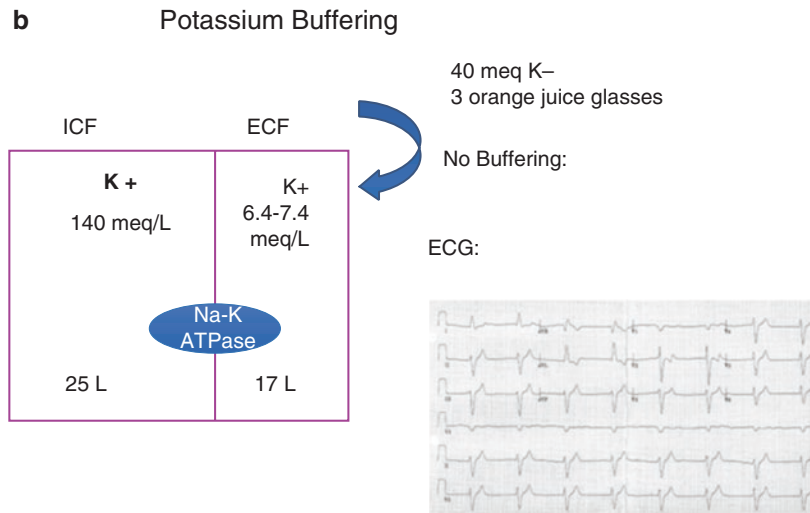 b
Potassium Buffering
40 meq K–
3 orange juice glasses
ICF
ECF
No Buffering:
K +
140 meq/L
K+
6.4-7.4
meq/L
ECG:
Na-K
ATPase
25 L
17 L